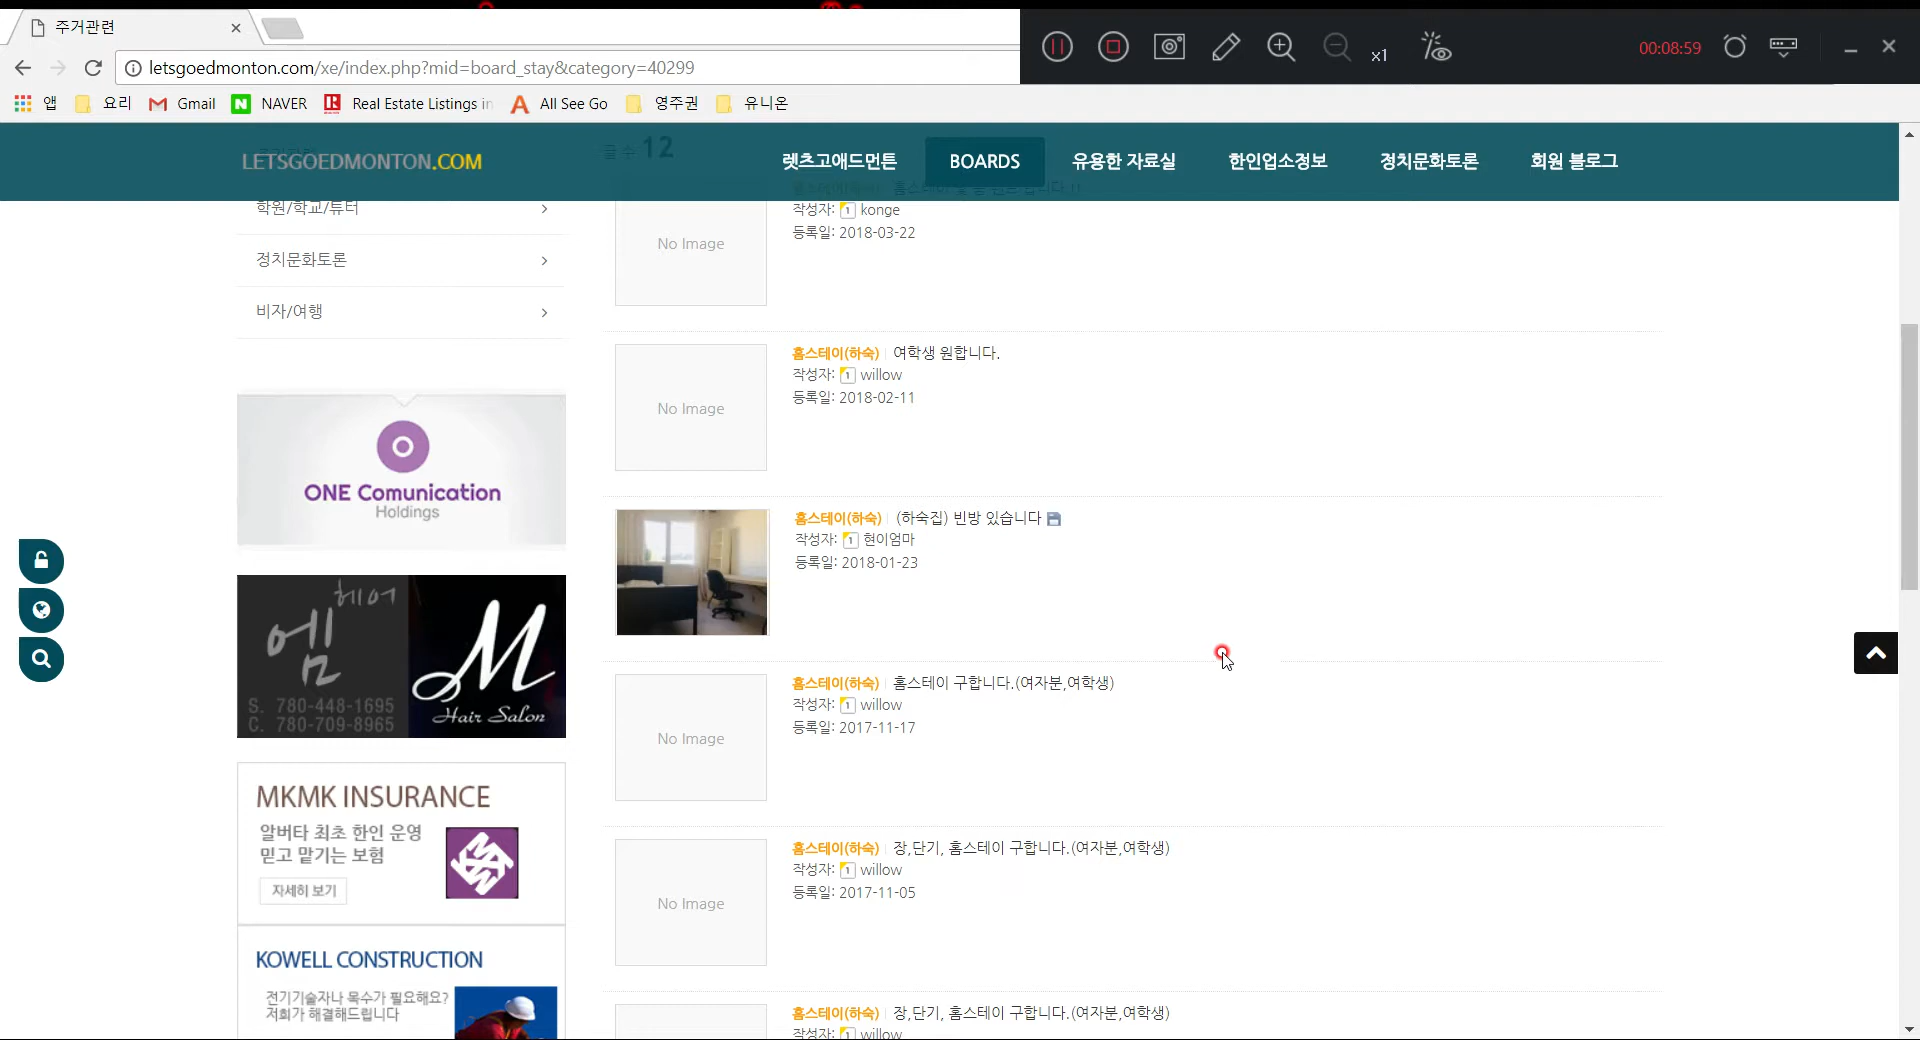 주거관련
00:08:59
x1
letsgoedmonton.com/xe/index.php?mid=board_stay&category=40299
앱 요리 Gmail NAVER Real Estate Listings in All See Go 영주권 유니온
LETSGOEDMONTON.COM
글 수 12
렛츠고애드먼튼 BOARDS 유용한 자료실 한인업소정보 정치문화토론 회원 블로그
학원/학교/튜터
정치문화토론
비자/여행
ONE Comunication
Holdings
엠 헤어
M
Hair Salon
S. 780-448-1695
C. 780-709-8965
MKMK INSURANCE
알버타 최초 한인 운영
믿고 맡기는 보험
자세히 보기
KOWELL CONSTRUCTION
전기기술자나 목수가 필요해요?
저희가 해결해드립니다
No Image
작성자: 1 konge
등록일: 2018-03-22
No Image
홈스테이(하숙) 여학생 원합니다.
작성자: 1 willow
등록일: 2018-02-11
홈스테이(하숙) (하숙집) 빈방 있습니다
작성자: 1 현이엄마
등록일: 2018-01-23
No Image
홈스테이(하숙) 홈스테이 구합니다.(여자분,여학생)
작성자: 1 willow
등록일: 2017-11-17
No Image
홈스테이(하숙) 장,단기, 홈스테이 구합니다.(여자분,여학생)
작성자: 1 willow
등록일: 2017-11-05
홈스테이(하숙) 장,단기, 홈스테이 구합니다.(여자분,여학생)
작성자: 1 willow